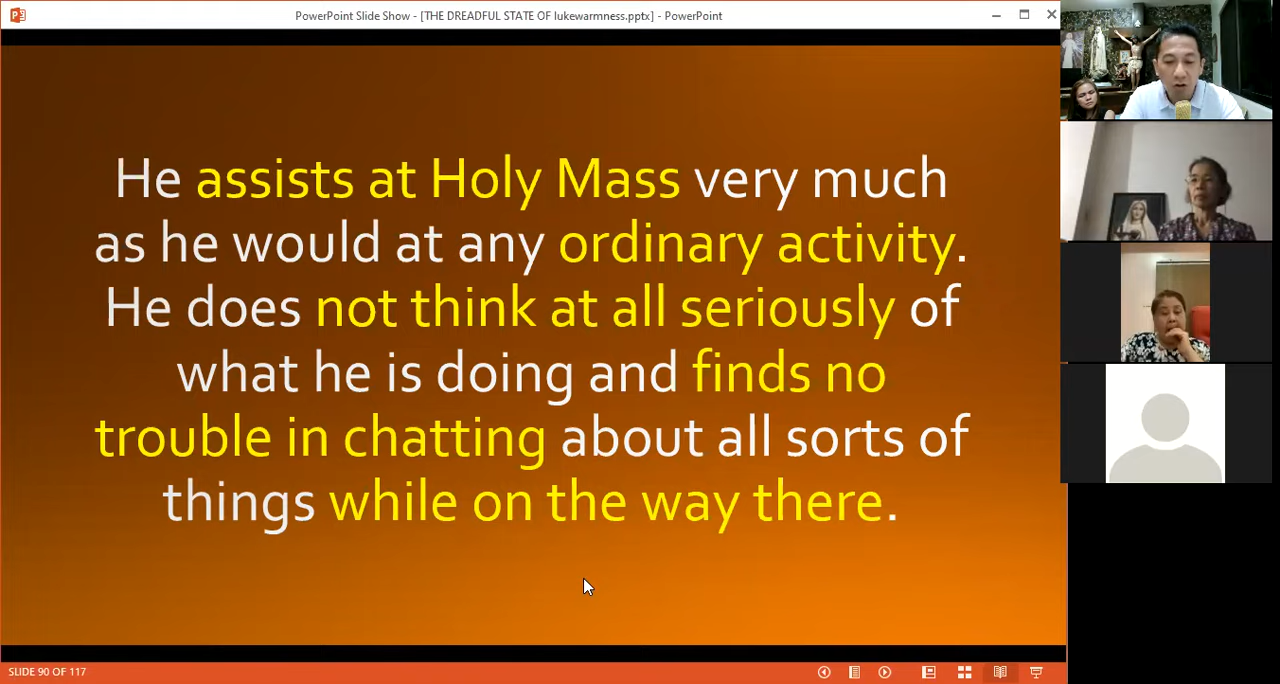 PowerPoint Slide Show - [THE DREADFUL STATE OF lukewarmness.pptx] - PowerPoint
He assists at Holy Mass very much
as he would at any ordinary activity.
He does not think at all seriously of
what he is doing and finds no
trouble in chatting about all sorts of
things while on the way there.
SLIDE 90 OF 117